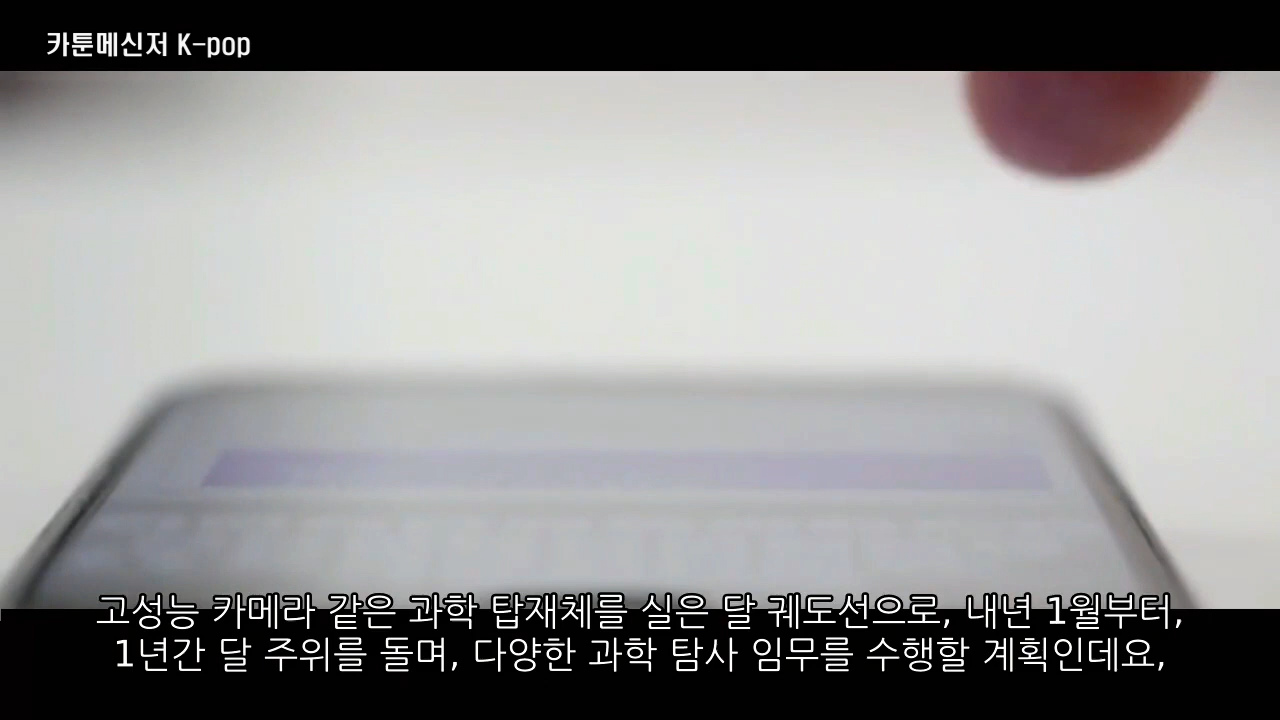 카툰메신저 K-pop
고성능 카메라 같은 과학 탑재체를 실은 달 궤도선으로, 내년 1월부터,
1년간 달 주위를 돌며, 다양한 과학 탐사 임무를 수행할 계획인데요,